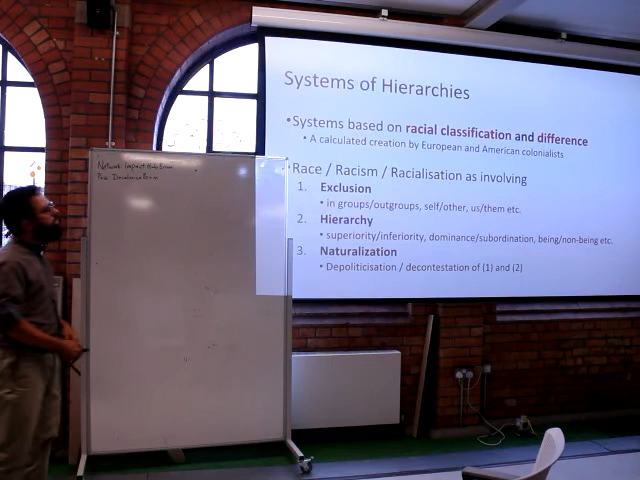 Systems of Hierarchies
•Systems based on racial classification and difference
• A calculated creation by European and American colonialists
•Race / Racism / Racialisation as involving
1. Exclusion
• in groups/outgroups, self/other, us/them etc.
2. Hierarchy
• superiority/inferiority, dominance/subordination, being/non-being etc.
3. Naturalization
• Depoliticisation / decontestation of (1) and (2)
Network: